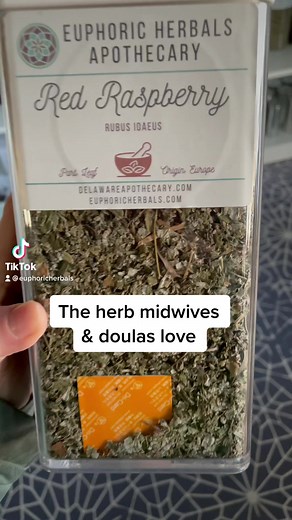 EUPHORIC HERBALS
APOTHECARY
Red Raspberry
RUBUS IDAEUS
Part: Leaf
Origin: Europe
DELAWAREAPOTHECARY.COM
EUPHORICHERBALS.COM
TikTok
@euphoricherbals
The herb midwives
& doulas love